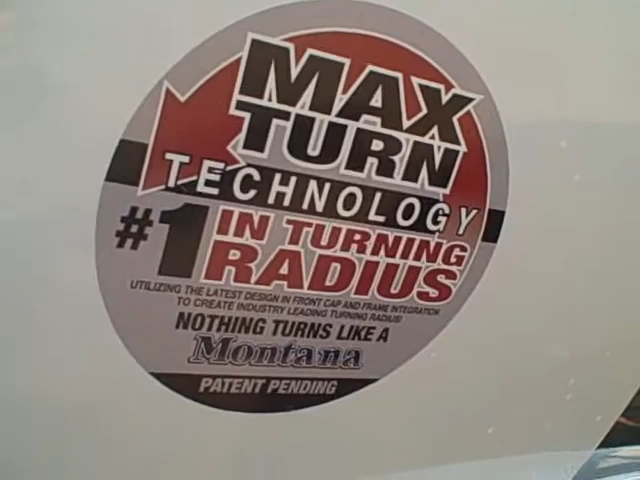 MAX
TURN
TECHNOLOGY
#1 IN TURNING
RADIUS
UTILIZING THE LATEST DESIGN IN FRONT CAP AND FRAME INTEGRATION
TO CREATE INDUSTRY LEADING TURNING RADIUS!
NOTHING TURNS LIKE A
Montana
PATENT PENDING